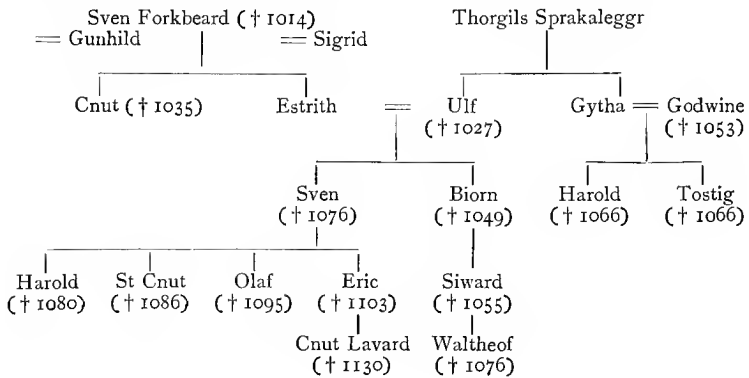 Sven Forkbeard († 1014) Thorgils Sprakaleggr
= Gunhild = Sigrid
Cnut († 1035) Estrith = Ulf Gytha = Godwine
(† 1027) († 1053)
Sven Biorn Harold Tostig
(† 1076) († 1049) († 1066) († 1066)
Harold St Cnut Olaf Eric Siward
(† 1080) († 1086) († 1095) († 1103) († 1055)
Cnut Lavard Waltheof
(† 1130) († 1076)